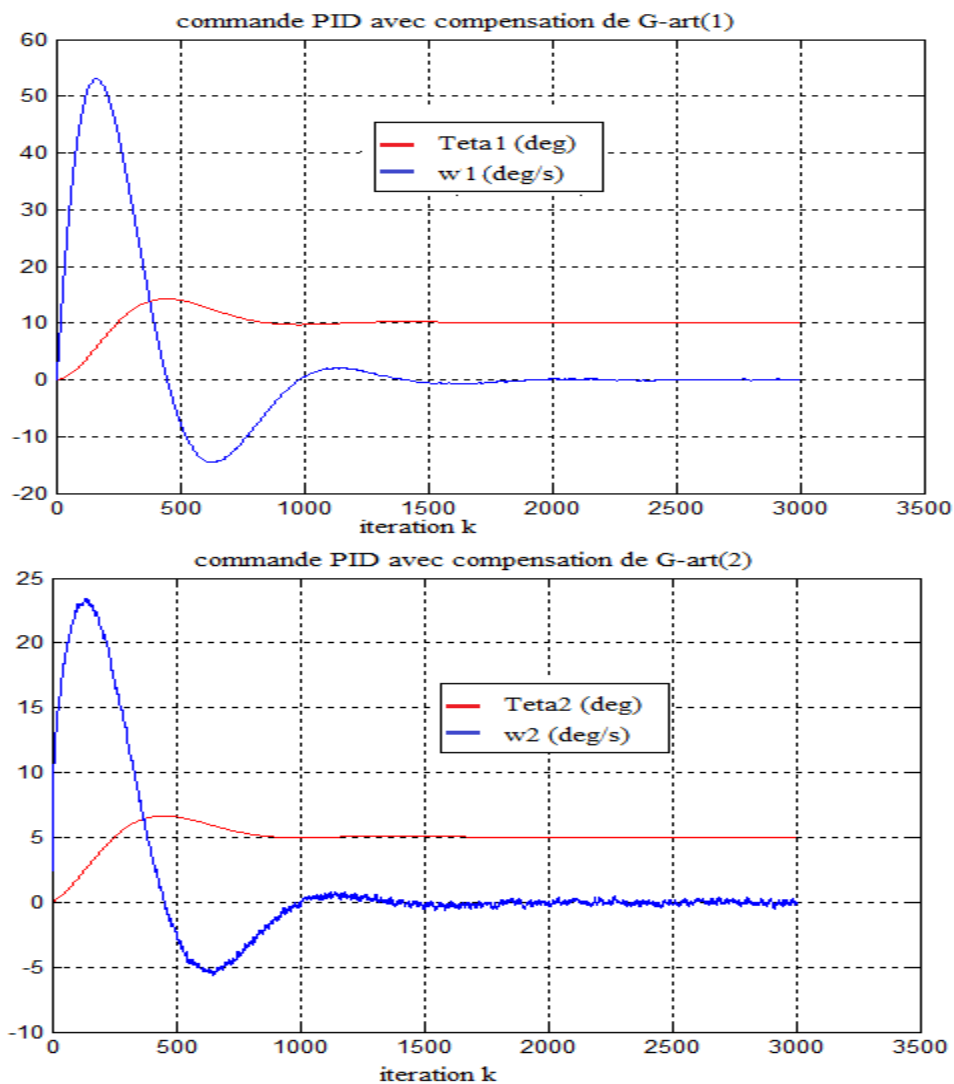 commande PID avec compensation de G-art(1)
60
50
40
30
20
10
0
-10
-20
Teta1 (deg)
w1 (deg/s)
0 500 1000 1500 2000 2500 3000 3500
iteration k
commande PID avec compensation de G-art(2)
25
20
15
10
5
0
-5
-10
Teta2 (deg)
w2 (deg/s)
0 500 1000 1500 2000 2500 3000 3500
iteration k